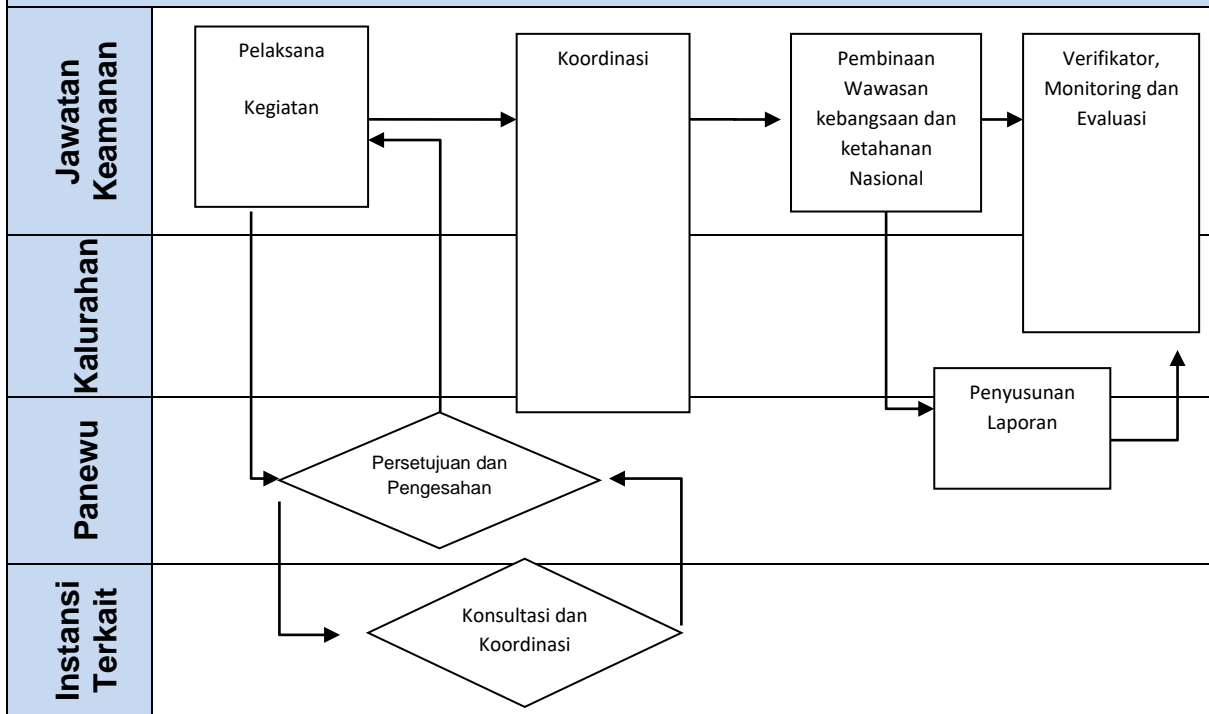 Jawatan
Keamanan
Pelaksana
Kegiatan
Koordinasi
Pembinaan
Wawasan
kebangsaan dan
ketahanan
Nasional
Verifikator,
Monitoring dan
Evaluasi
Kalurahan
Penyusunan
Laporan
Panewu
Persetujuan dan
Pengesahan
Instansi
Terkait
Konsultasi dan
Koordinasi